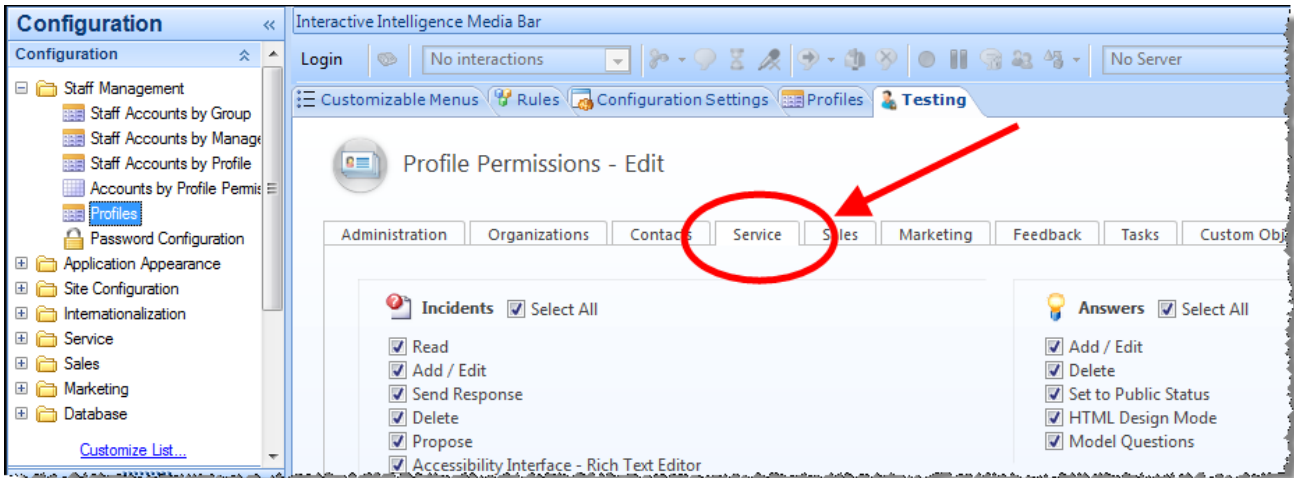 Configuration «
Configuration
Staff Management
Staff Accounts by Group
Staff Accounts by Manage
Staff Accounts by Profile
Accounts by Profile Permis
Profiles
Password Configuration
Application Appearance
Site Configuration
Internationalization
Service
Sales
Marketing
Database
Customize List...
Interactive Intelligence Media Bar
Login No interactions No Server
Customizable Menus Rules Configuration Settings Profiles Testing
Profile Permissions - Edit
Administration Organizations Contacts Service Sales Marketing Feedback Tasks Custom Obj
Incidents Select All
Read
Add / Edit
Send Response
Delete
Propose
Accessibility Interface - Rich Text Editor
Answers Select All
Add / Edit
Delete
Set to Public Status
HTML Design Mode
Model Questions